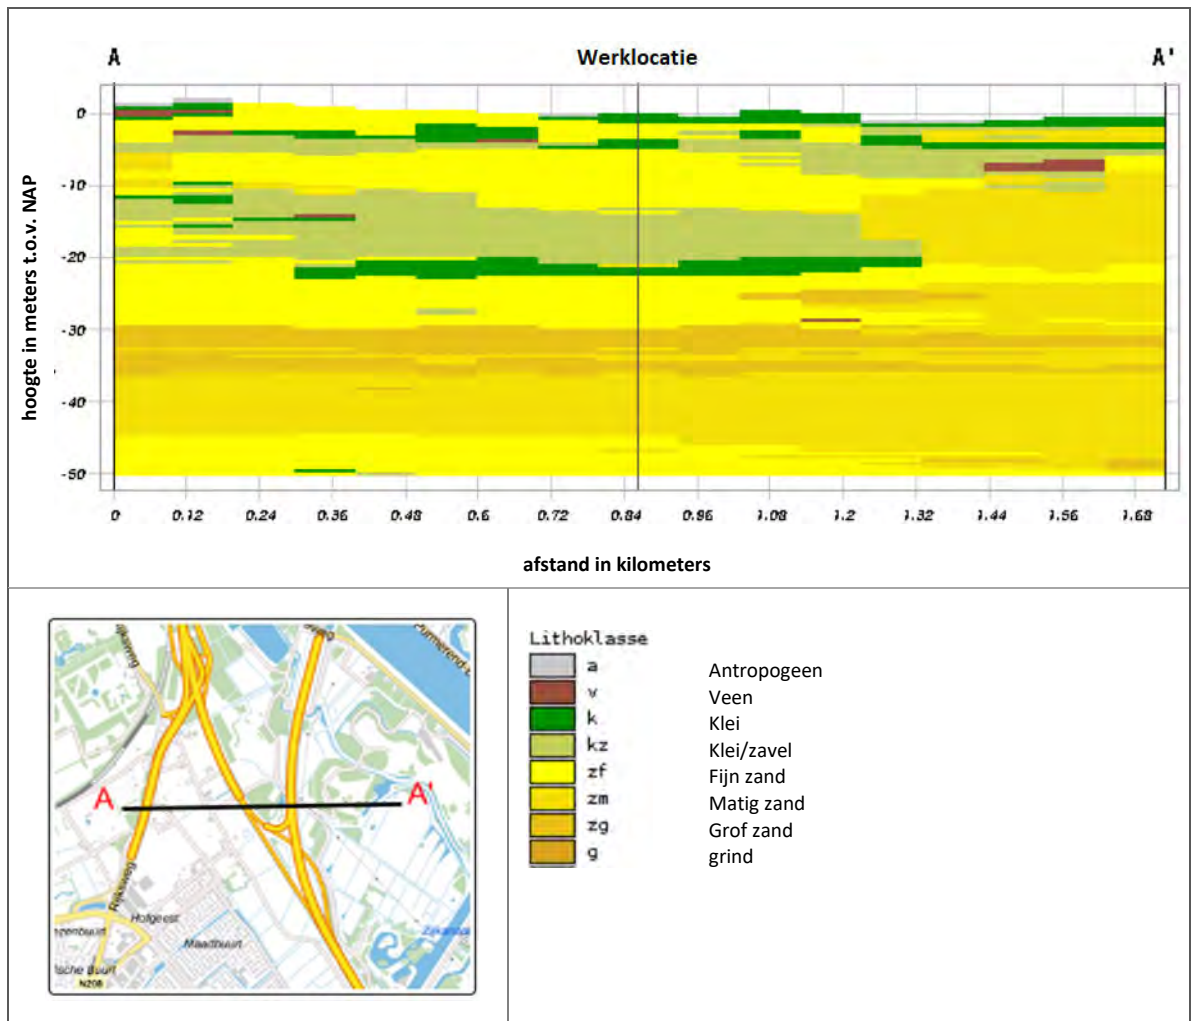 A Werklocatie A'
hoogte in meters t.o.v. NAP
0
-10
-20
-30
-40
-50
0 0.12 0.24 0.36 0.48 0.6 0.72 0.84 0.96 1.08 1.2 1.32 1.44 1.56 1.68
afstand in kilometers
A A'
Rijksweg
Hofgeest
Maadbuurt
N208
Lithoklasse
a Antropogeen
v Veen
k Klei
kz Klei/zavel
zf Fijn zand
zm Matig zand
zg Grof zand
g grind